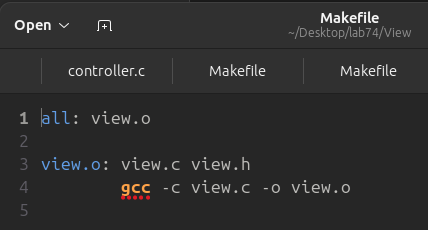 Open
Makefile
~/Desktop/lab74/View
controller.c Makefile Makefile
1 all: view.o
2
3 view.o: view.c view.h
4 gcc -c view.c -o view.o
5